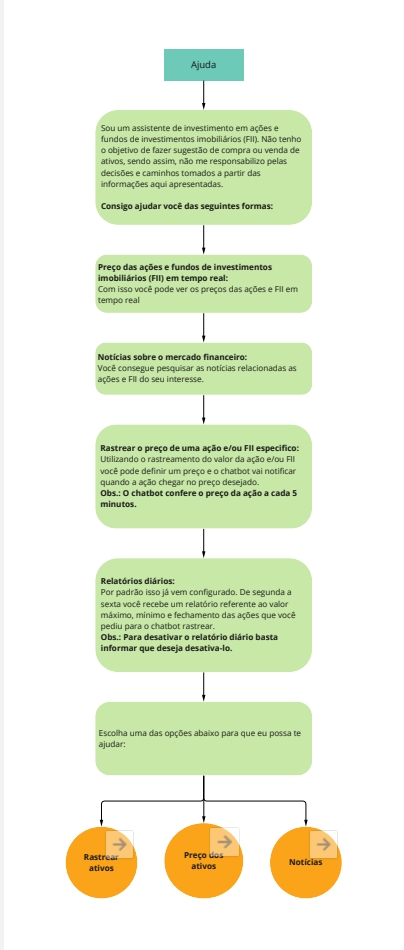 Ajuda
Sou um assistente de investimento em ações e
fundos de investimentos imobiliários (FII). Não tenho
o objetivo de fazer sugestão de compra ou venda de
ativos, sendo assim, não me responsabilizo pelas
decisões e caminhos tomados a partir das
informações aqui apresentadas.
Consigo ajudar você das seguintes formas:
Preço das ações e fundos de investimentos
imobiliários (FII) em tempo real:
Com isso você pode ver os preços das ações e FII em
tempo real
Notícias sobre o mercado financeiro:
Você consegue pesquisar as notícias relacionadas as
ações e FII do seu interesse.
Rastrear o preço de uma ação e/ou FII especifico:
Utilizando o rastreamento do valor da ação e/ou FII
você pode definir um preço e o chatbot vai notificar
quando a ação chegar no preço desejado.
Obs.: O chatbot confere o preço da ação a cada 5
minutos.
Relatórios diários:
Por padrão isso já vem configurado. De segunda a
sexta você recebe um relatório referente ao valor
máximo, mínimo e fechamento das ações que você
pediu para o chatbot rastrear.
Obs.: Para desativar o relatório diário basta
informar que deseja desativa-lo.
Escolha uma das opções abaixo para que eu possa te
ajudar:
Rastrear
ativos
Preço dos
ativos
Notícias